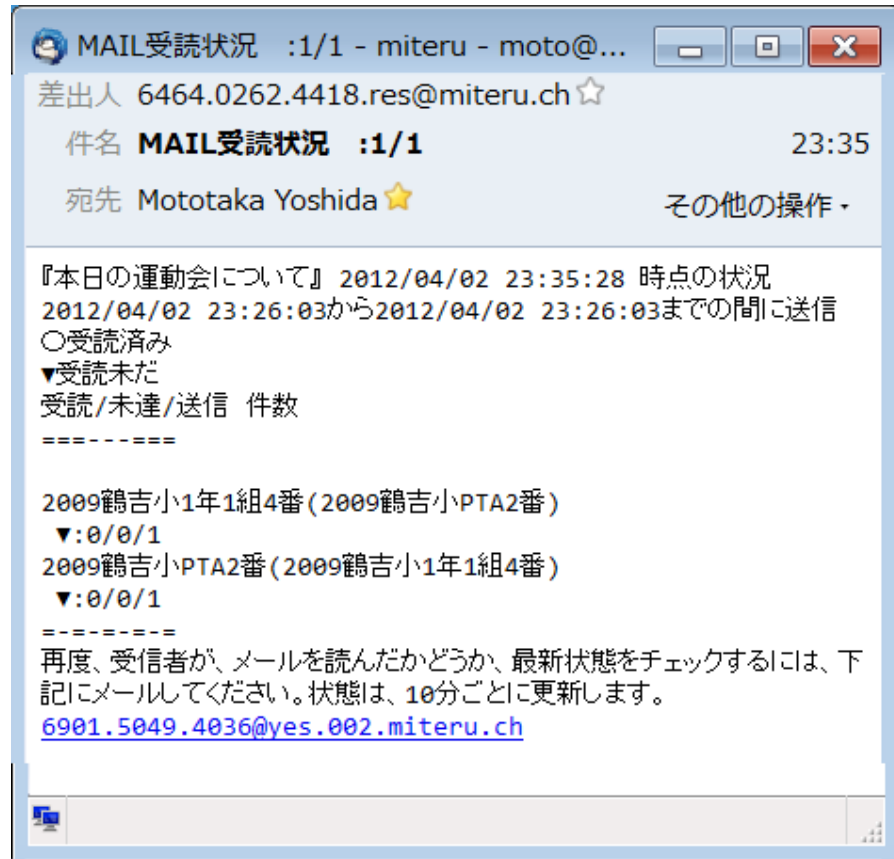 MAIL受読状況 :1/1 - miteru - moto@...
差出人 6464.0262.4418.res@miteru.ch
件名 MAIL受読状況 :1/1 23:35
宛先 Mototaka Yoshida その他の操作
『本日の運動会について』 2012/04/02 23:35:28 時点の状況
2012/04/02 23:26:03から2012/04/02 23:26:03までの間に送信
○受読済み
▼受読未だ
受読/未達/送信 件数
===---===
2009鶴吉小1年1組4番(2009鶴吉小PTA2番)
▼:0/0/1
2009鶴吉小PTA2番(2009鶴吉小1年1組4番)
▼:0/0/1
=-=-=-=-=
再度、受信者が、メールを読んだかどうか、最新状態をチェックするには、下
記にメールしてください。状態は、10分ごとに更新します。
6901.5049.4036@yes.002.miteru.ch